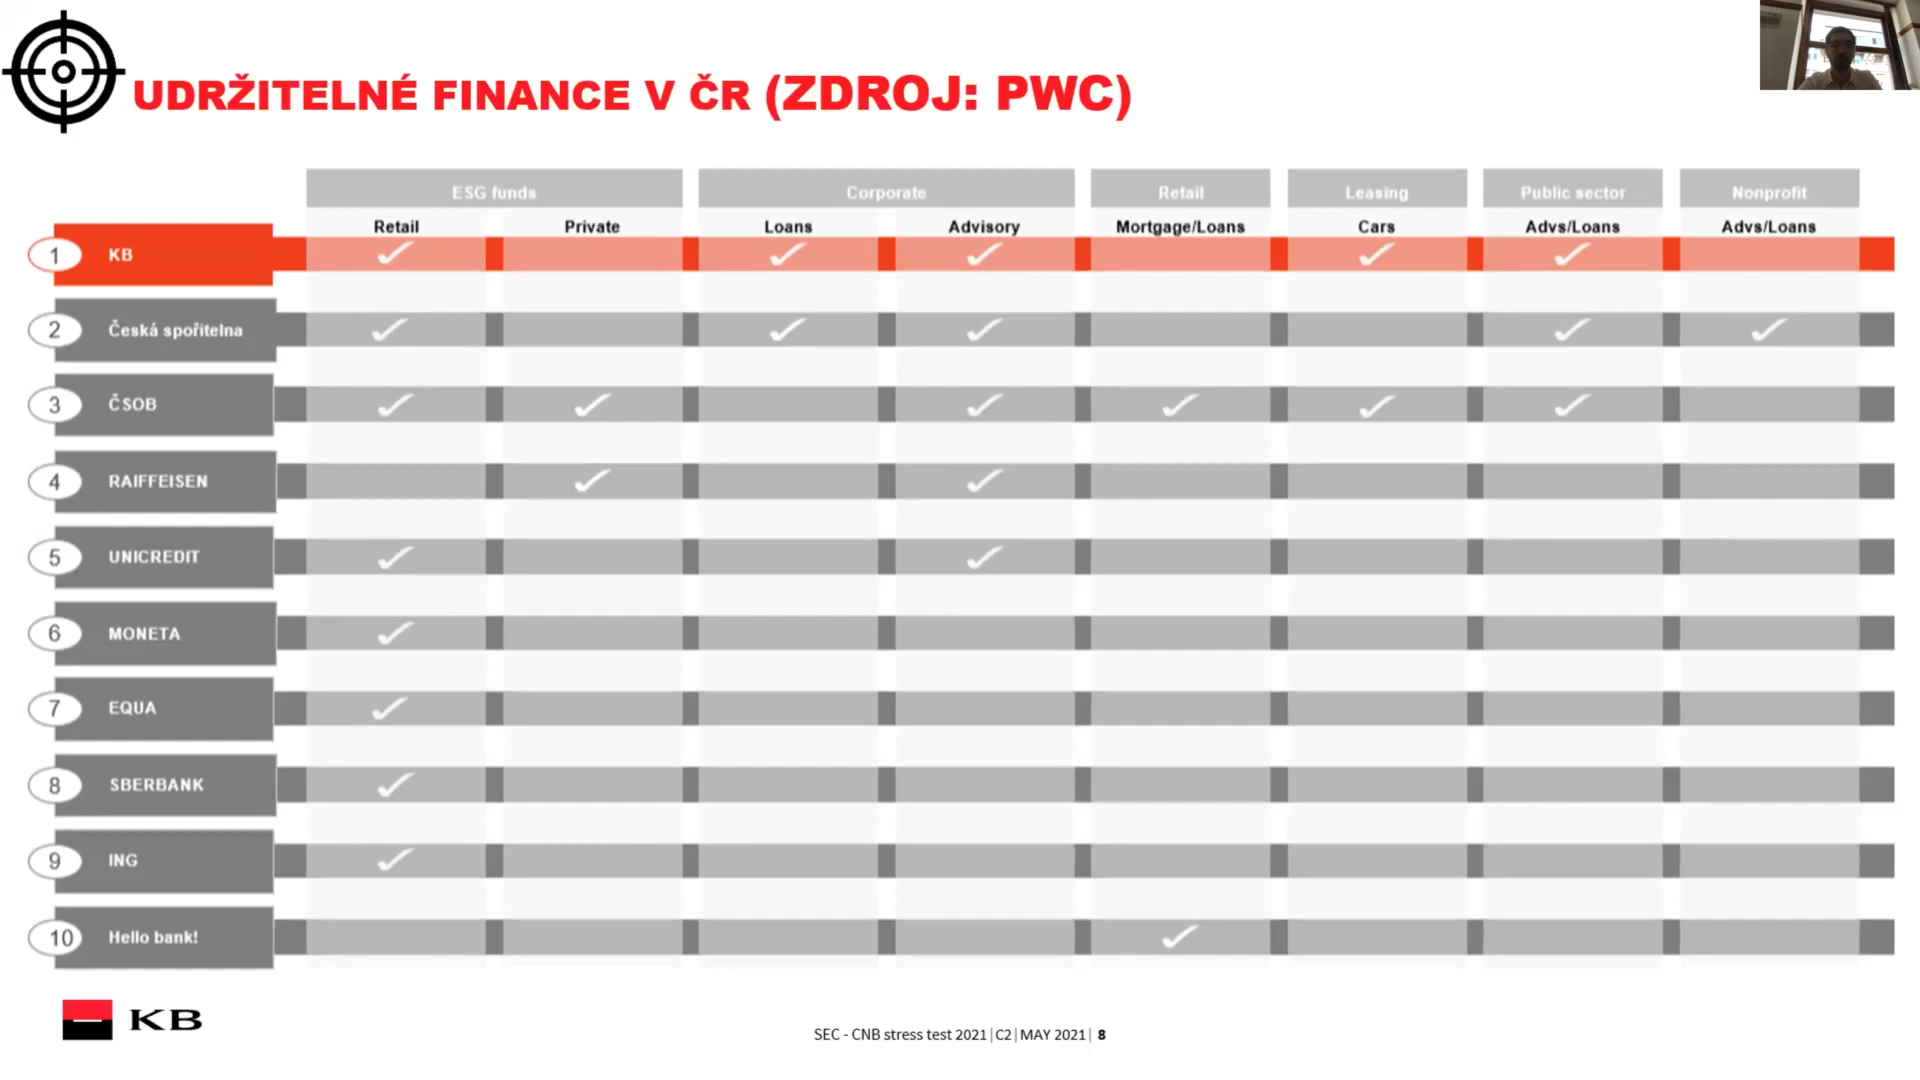 UDRŽITELNÉ FINANCE V ČR (ZDROJ: PWC)
ESG funds Corporate Retail Leasing Public sector Nonprofit
Retail Private Loans Advisory Mortgage/Loans Cars Advs/Loans Advs/Loans
1 KB
2 Česká spořitelna
3 ČSOB
4 RAIFFEISEN
5 UNICREDIT
6 MONETA
7 EQUA
8 SBERBANK
9 ING
10 Hello bank!
KB
SEC - CNB stress test 2021|C2|MAY 2021| 8